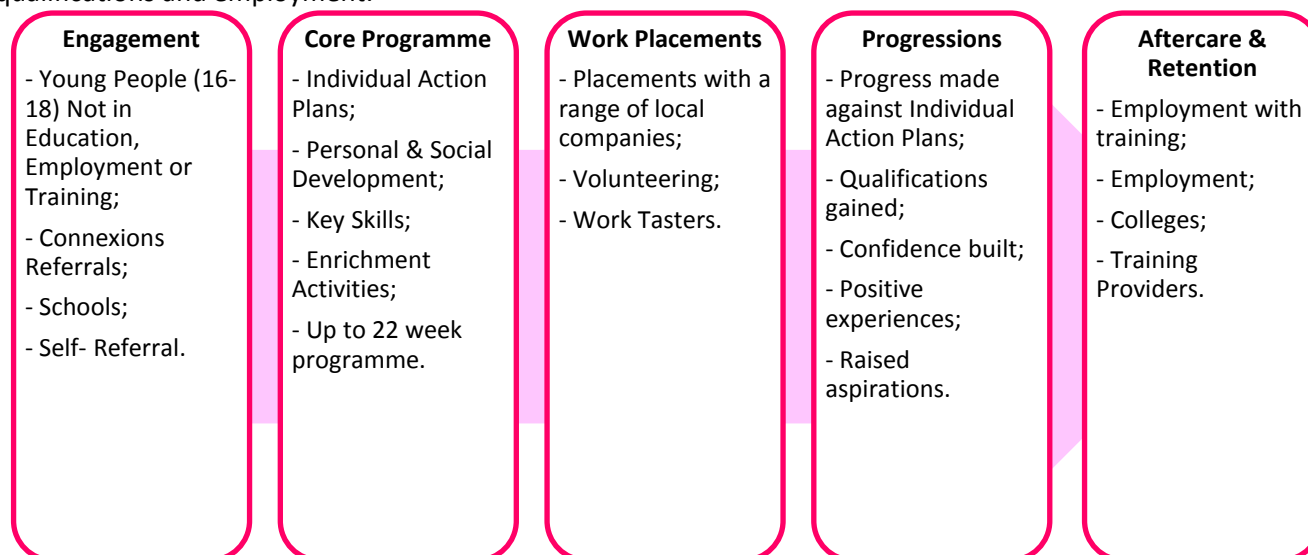 qualifications and employment.
Engagement
- Young People (16-
18) Not in
Education,
Employment or
Training;
- Connexions
Referrals;
- Schools;
- Self- Referral.
Core Programme
- Individual Action
Plans;
- Personal & Social
Development;
- Key Skills;
- Enrichment
Activities;
- Up to 22 week
programme.
Work Placements
- Placements with a
range of local
companies;
- Volunteering;
- Work Tasters.
Progressions
- Progress made
against Individual
Action Plans;
- Qualifications
gained;
- Confidence built;
- Positive
experiences;
- Raised
aspirations.
Aftercare &
Retention
- Employment with
training;
- Employment;
- Colleges;
- Training
Providers.